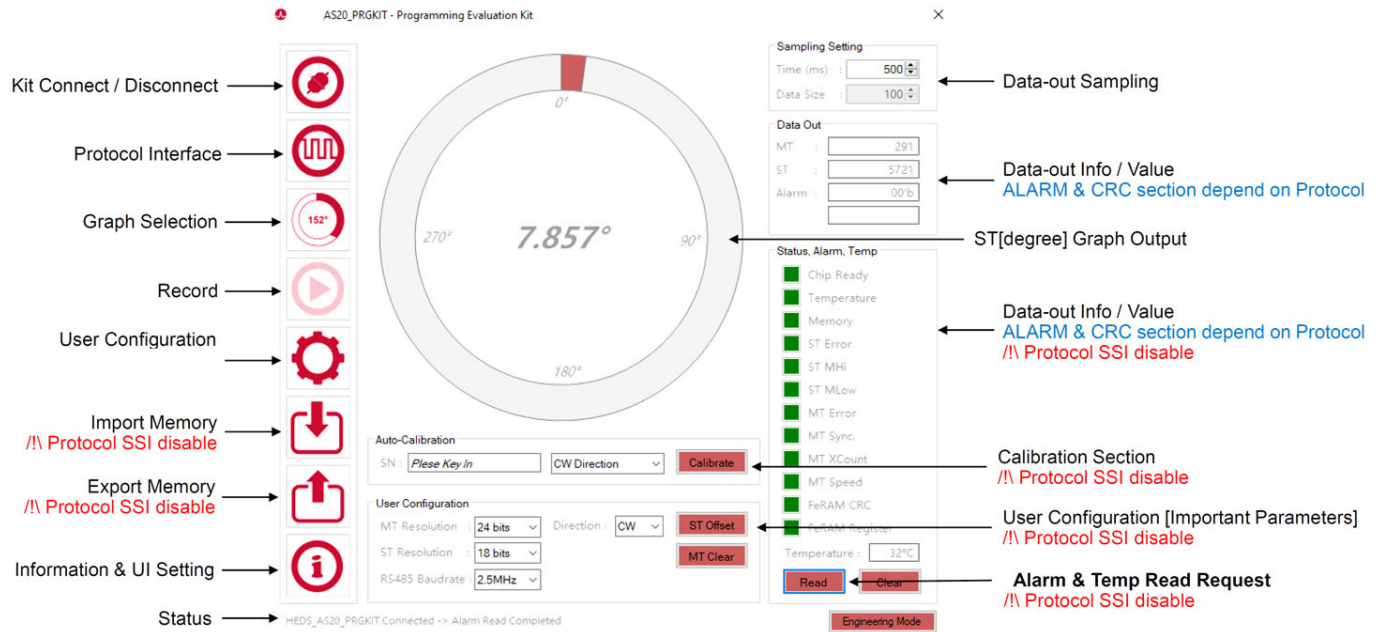 AS20_PRGKIT - Programming Evaluation Kit
Kit Connect / Disconnect
Protocol Interface
Graph Selection
152°
Record
User Configuration
Import Memory
/!\ Protocol SSI disable
Export Memory
/!\ Protocol SSI disable
Information & UI Setting
Status
0°
270°
7.857°
90°
180°
Auto-Calibration
SN : Plese Key In CW Direction Calibrate
User Configuration
MT Resolution : 24 bits Direction : CW ST Offset
ST Resolution : 18 bits MT Clear
RS485 Baudrate : 2.5MHz
HEDS_AS20_PRGKIT Connected -> Alarm Read Completed
Sampling Setting
Time (ms) : 500
Data Size : 100
Data Out
MT : 291
ST : 5721
Alarm : 00'b
Status, Alarm, Temp
Chip Ready
Temperature
Memory
ST Error
ST MHi
ST MLow
MT Error
MT Sync.
MT XCount
MT Speed
FeRAM CRC
FeRAM Register
Temperature : 32°C
Read Clear
Engineering Mode
Data-out Sampling
Data-out Info / Value
ALARM & CRC section depend on Protocol
ST[degree] Graph Output
Data-out Info / Value
ALARM & CRC section depend on Protocol
/!\ Protocol SSI disable
Calibration Section
/!\ Protocol SSI disable
User Configuration [Important Parameters]
/!\ Protocol SSI disable
Alarm & Temp Read Request
/!\ Protocol SSI disable